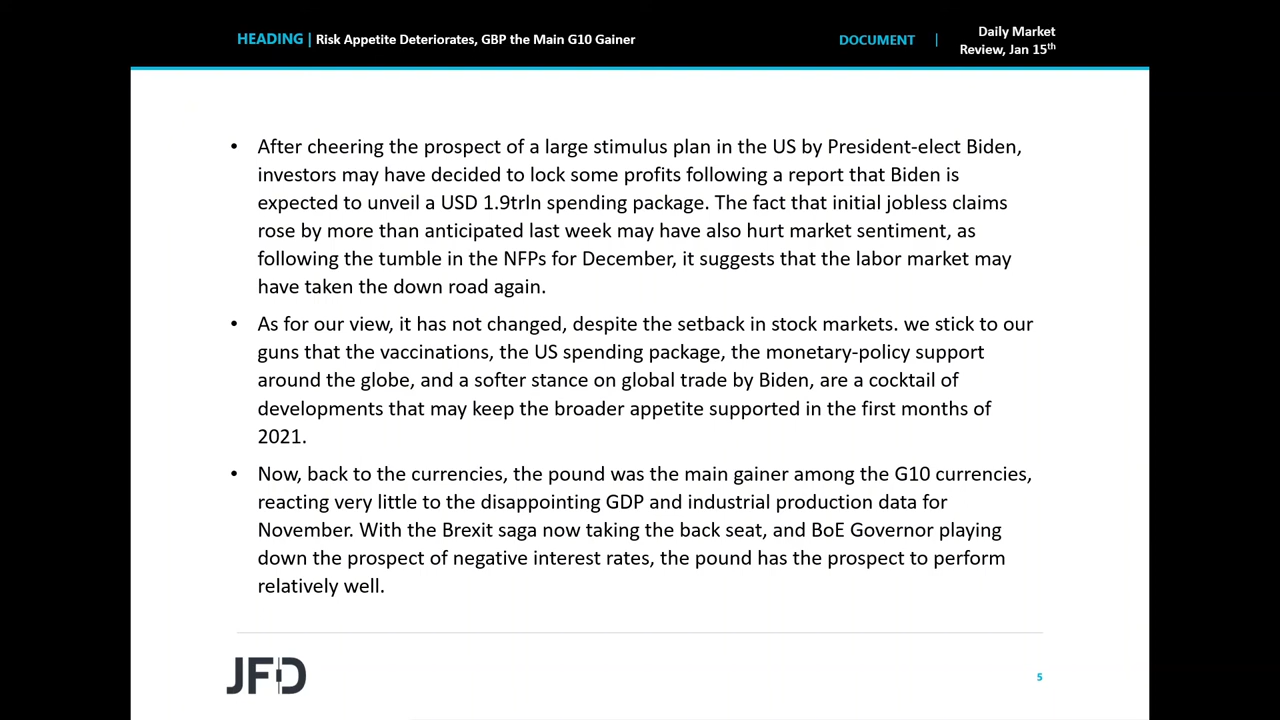 HEADING | Risk Appetite Deteriorates, GBP the Main G10 Gainer
DOCUMENT | Daily Market
Review, Jan 15th
• After cheering the prospect of a large stimulus plan in the US by President-elect Biden,
investors may have decided to lock some profits following a report that Biden is
expected to unveil a USD 1.9trln spending package. The fact that initial jobless claims
rose by more than anticipated last week may have also hurt market sentiment, as
following the tumble in the NFPs for December, it suggests that the labor market may
have taken the down road again.
• As for our view, it has not changed, despite the setback in stock markets. we stick to our
guns that the vaccinations, the US spending package, the monetary-policy support
around the globe, and a softer stance on global trade by Biden, are a cocktail of
developments that may keep the broader appetite supported in the first months of
2021.
• Now, back to the currencies, the pound was the main gainer among the G10 currencies,
reacting very little to the disappointing GDP and industrial production data for
November. With the Brexit saga now taking the back seat, and BoE Governor playing
down the prospect of negative interest rates, the pound has the prospect to perform
relatively well.
JFD
5